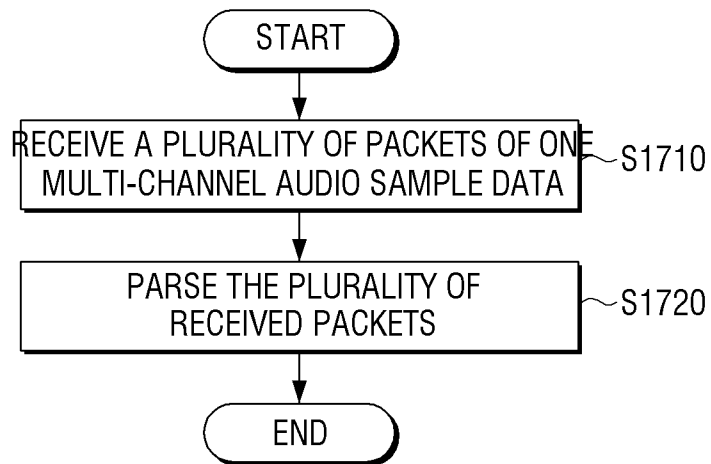 START
RECEIVE A PLURALITY OF PACKETS OF ONE
MULTI-CHANNEL AUDIO SAMPLE DATA
S1710
PARSE THE PLURALITY OF
RECEIVED PACKETS
S1720
END